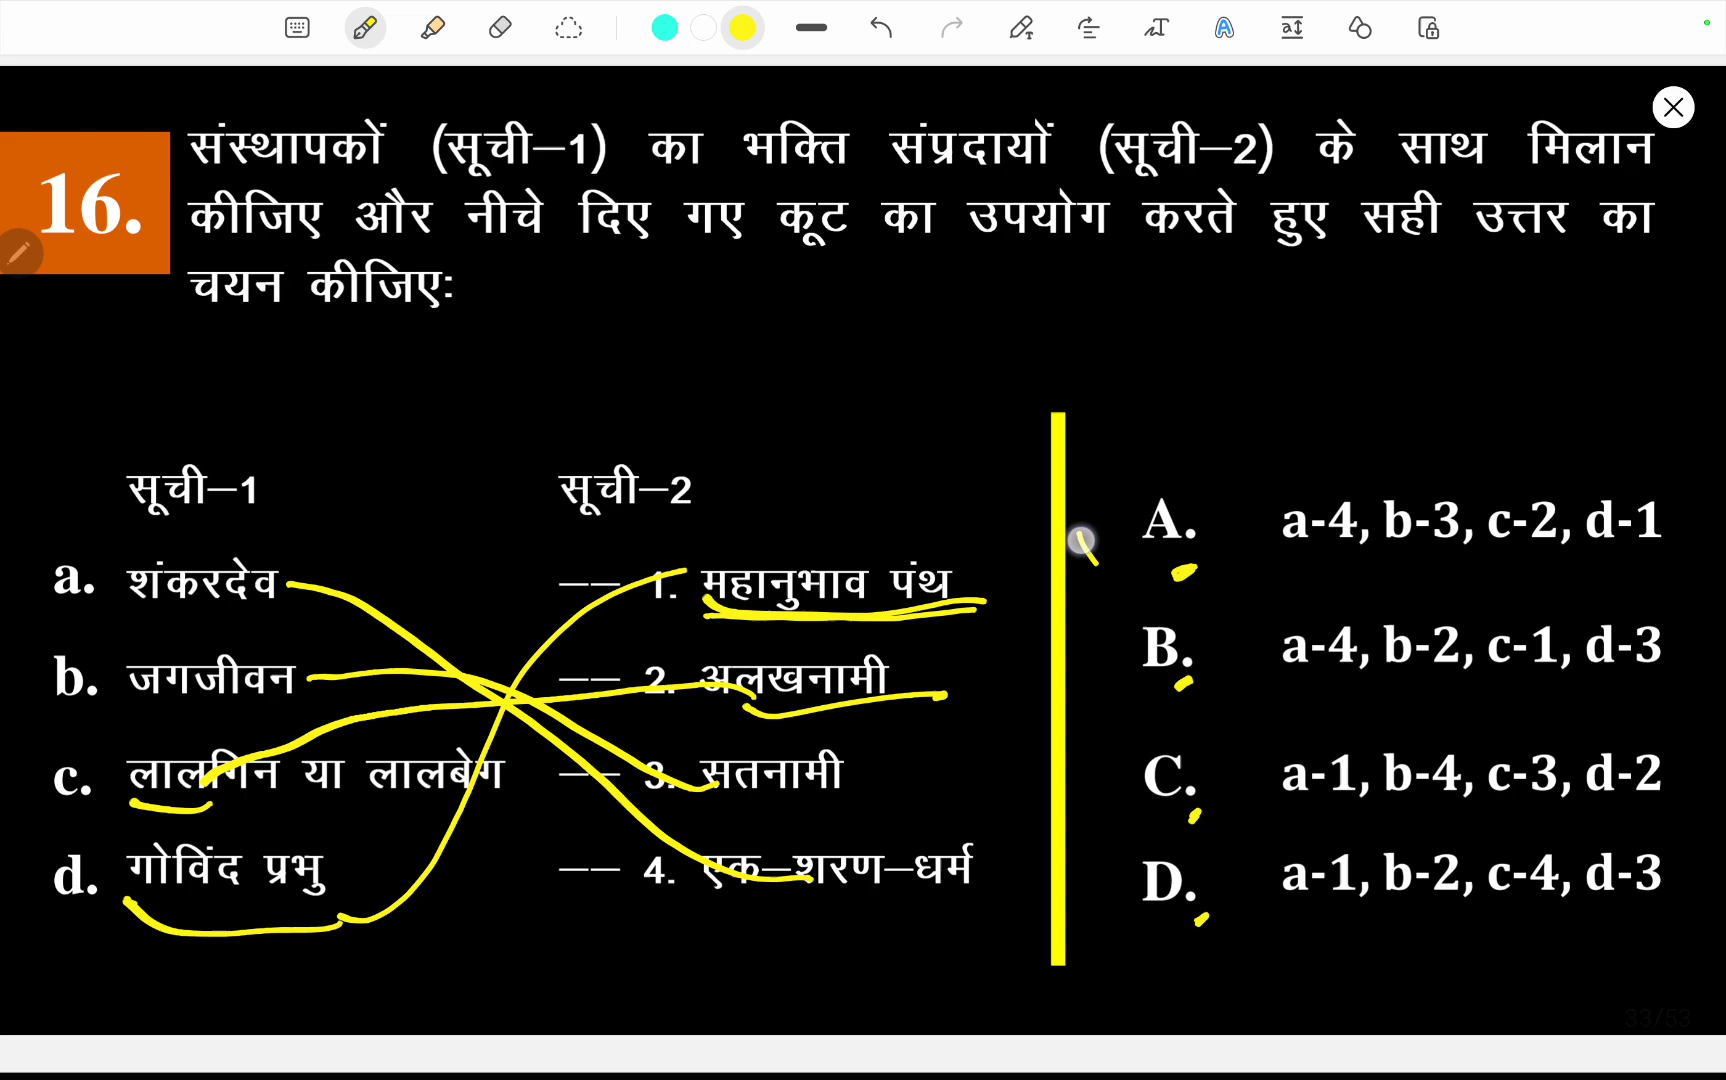 16.
संस्थापकों (सूची–1) का भक्ति संप्रदायों (सूची–2) के साथ मिलान
कीजिए और नीचे दिए गए कूट का उपयोग करते हुए सही उत्तर का
चयन कीजिए:
सूची–1 सूची–2
a. शंकरदेव –– 1. महानुभाव पंथ
b. जगजीवन –– 2. अलखनामी
c. लालगिन या लालबेग –– 3. सतनामी
d. गोविंद प्रभु –– 4. एक–शरण–धर्म
A. a-4, b-3, c-2, d-1
B. a-4, b-2, c-1, d-3
C. a-1, b-4, c-3, d-2
D. a-1, b-2, c-4, d-3
33/53